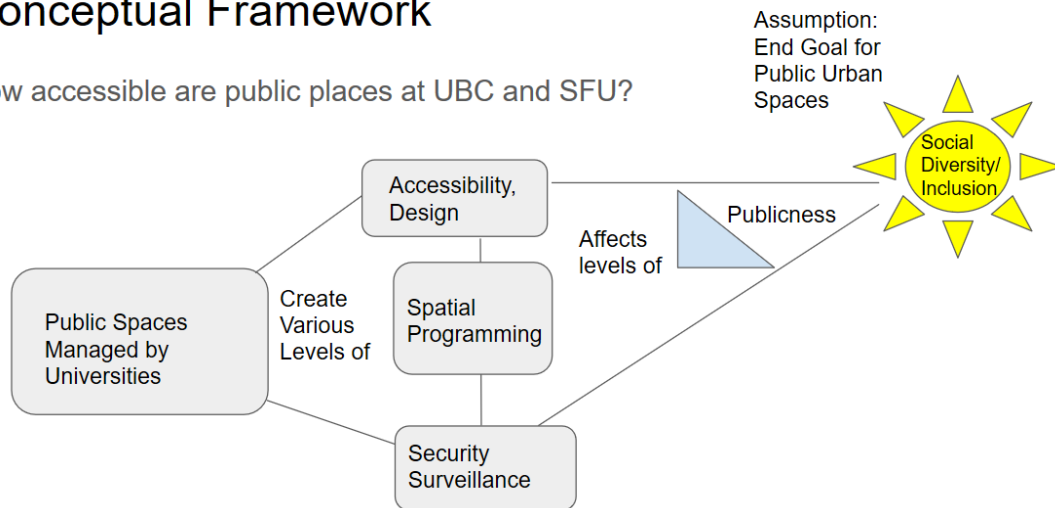 onceptual Framework
ow accessible are public places at UBC and SFU?
Assumption:
End Goal for
Public Urban
Spaces
Social
Diversity/
Inclusion
Accessibility,
Design
Publicness
Affects
levels of
Create
Various
Levels of
Spatial
Programming
Public Spaces
Managed by
Universities
Security
Surveillance